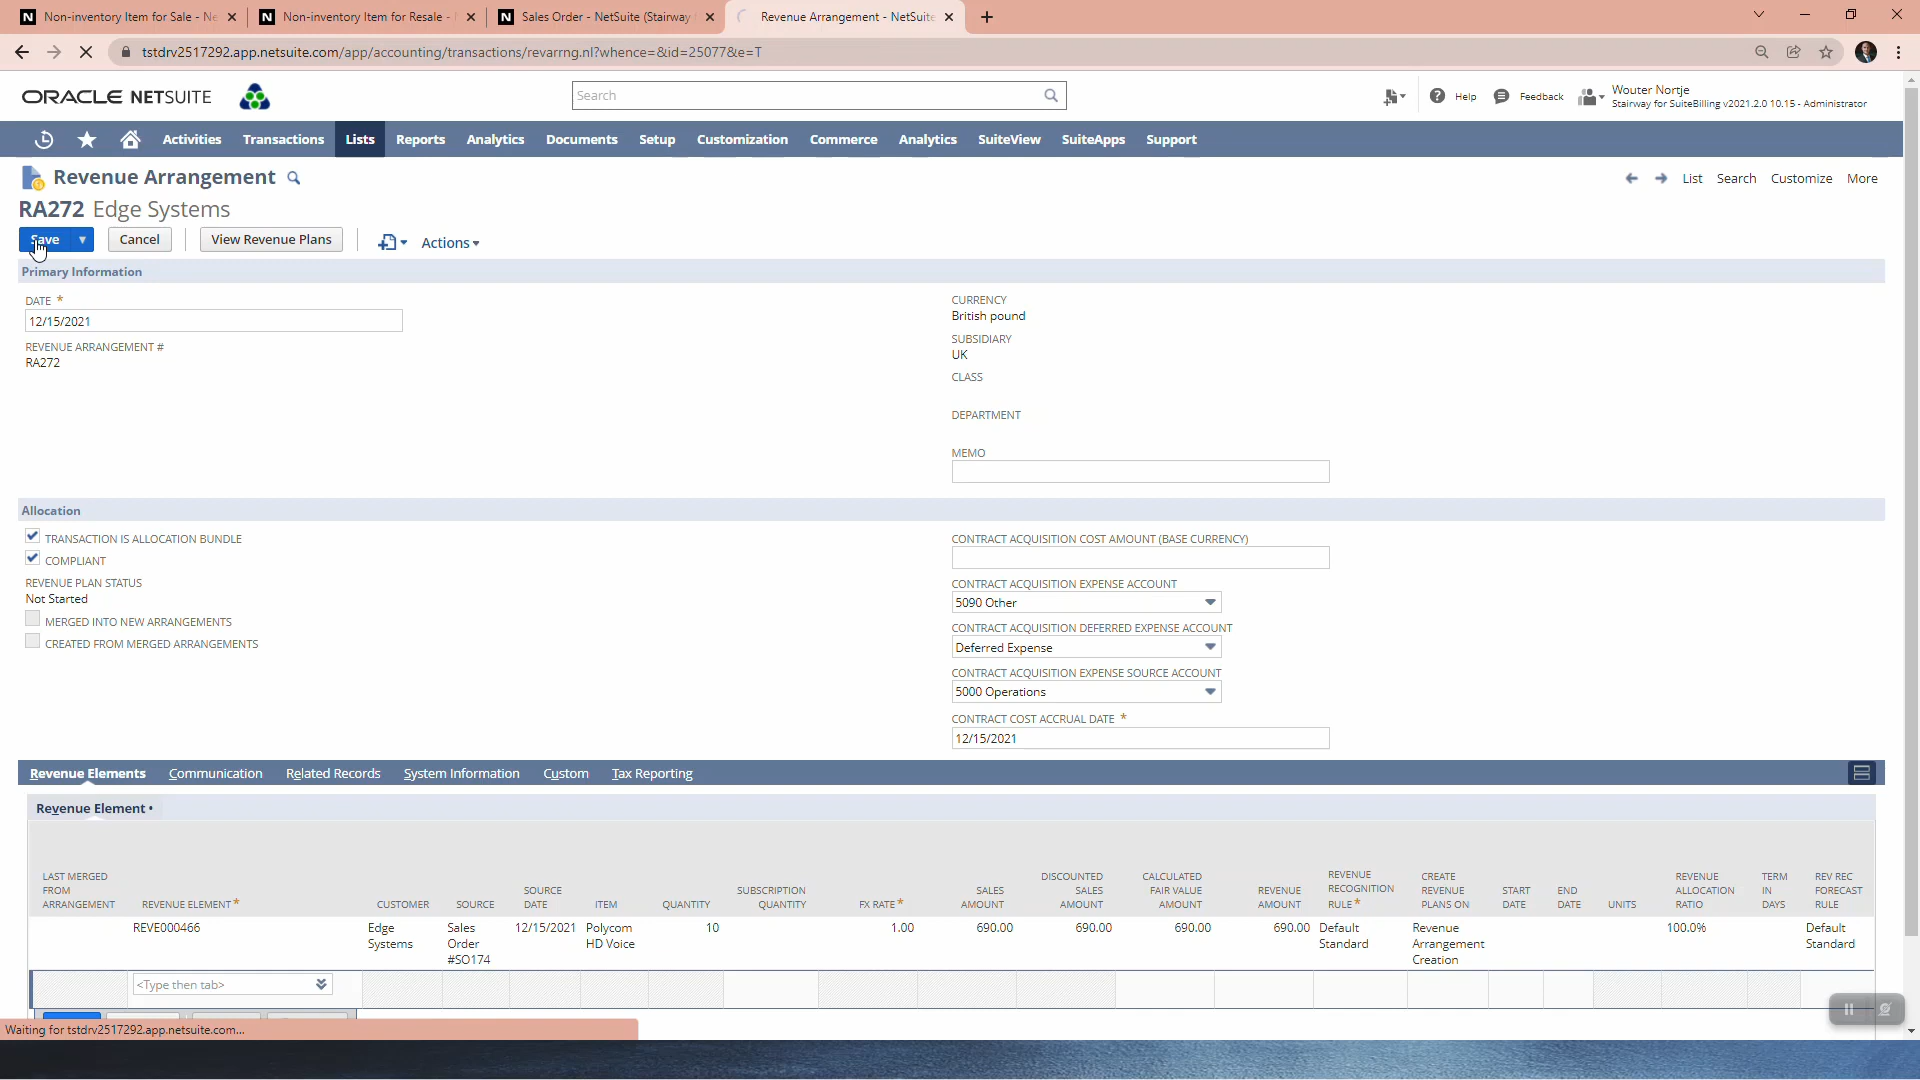 Non-inventory Item for Sale - Ne
Non-inventory Item for Resale -
Sales Order - NetSuite (Stairway
Revenue Arrangement - NetSuite
tstdrv2517292.app.netsuite.com/app/accounting/transactions/revarrng.nl?whence=&id=25077&e=T
ORACLE NETSUITE
Search
Help
Feedback
Wouter Nortje
Stairway for SuiteBilling v2021.2.0 10.15 - Administrator
Activities Transactions Lists Reports Analytics Documents Setup Customization Commerce Analytics SuiteView SuiteApps Support
Revenue Arrangement
List Search Customize More
RA272 Edge Systems
Save Cancel View Revenue Plans Actions
Primary Information
DATE *
12/15/2021
REVENUE ARRANGEMENT #
RA272
CURRENCY
British pound
SUBSIDIARY
UK
CLASS
DEPARTMENT
MEMO
Allocation
TRANSACTION IS ALLOCATION BUNDLE
COMPLIANT
REVENUE PLAN STATUS
Not Started
MERGED INTO NEW ARRANGEMENTS
CREATED FROM MERGED ARRANGEMENTS
CONTRACT ACQUISITION COST AMOUNT (BASE CURRENCY)
CONTRACT ACQUISITION EXPENSE ACCOUNT
5090 Other
CONTRACT ACQUISITION DEFERRED EXPENSE ACCOUNT
Deferred Expense
CONTRACT ACQUISITION EXPENSE SOURCE ACCOUNT
5000 Operations
CONTRACT COST ACCRUAL DATE *
12/15/2021
Revenue Elements Communication Related Records System Information Custom Tax Reporting
Revenue Element •
LAST MERGED FROM ARRANGEMENT
REVENUE ELEMENT *
CUSTOMER
SOURCE
SOURCE DATE
ITEM
QUANTITY
SUBSCRIPTION QUANTITY
FX RATE *
SALES AMOUNT
DISCOUNTED SALES AMOUNT
CALCULATED FAIR VALUE AMOUNT
REVENUE AMOUNT
REVENUE RECOGNITION RULE *
CREATE REVENUE PLANS ON
START DATE
END DATE
UNITS
REVENUE ALLOCATION RATIO
TERM IN DAYS
REV REC FORECAST RULE
REVE000466
Edge Systems
Sales Order #SO174
12/15/2021
Polycom HD Voice
10
1.00
690.00
690.00
690.00
690.00
Default Standard
Revenue Arrangement Creation
100.0%
Default Standard
<Type then tab>
Waiting for tstdrv2517292.app.netsuite.com...